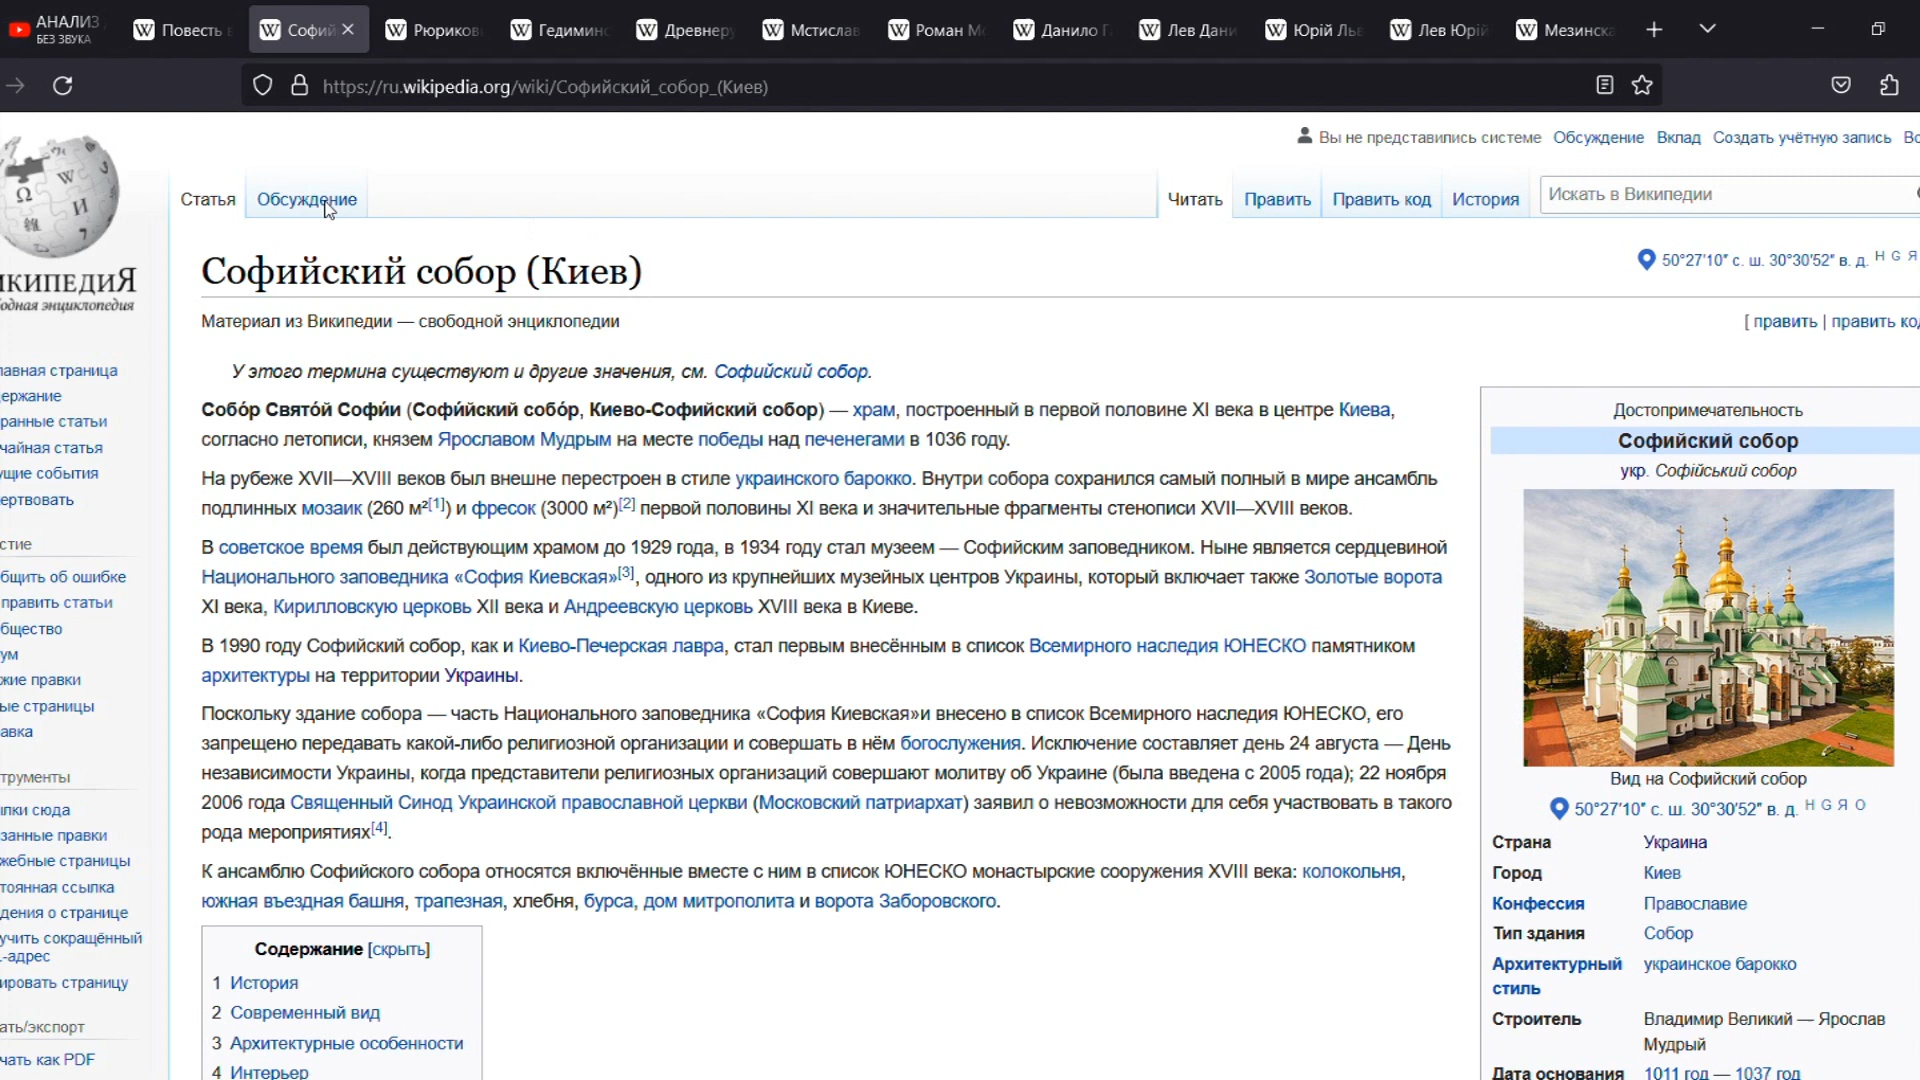 АНАЛИЗ
БЕЗ ЗВУКА
Повесть
Софий
Рюриков
Гедимин
Древнеру
Мстислав
Роман М
Данило Г
Лев Дани
Юрій Ль
Лев Юрій
Мезинска
https://ru.wikipedia.org/wiki/Софийский_собор_(Киев)
Вы не представились системе Обсуждение Вклад Создать учётную запись Во
Статья Обсуждение Читать Править Править код История Искать в Википедии
ИКИПЕДИЯ
одная энциклопедия
Софийский собор (Киев)
50°27′10″ с. ш. 30°30′52″ в. д. H G Я
Материал из Википедии — свободной энциклопедии
[ править | править код
У этого термина существуют и другие значения, см. Софийский собор.
Собо́р Свято́й Софи́и (Софи́йский собо́р, Киево-Софийский собор) — храм, построенный в первой половине XI века в центре Киева,
согласно летописи, князем Ярославом Мудрым на месте победы над печенегами в 1036 году.
На рубеже XVII—XVIII веков был внешне перестроен в стиле украинского барокко. Внутри собора сохранился самый полный в мире ансамбль
подлинных мозаик (260 м²[1]) и фресок (3000 м²)[2] первой половины XI века и значительные фрагменты стенописи XVII—XVIII веков.
В советское время был действующим храмом до 1929 года, в 1934 году стал музеем — Софийским заповедником. Ныне является сердцевиной
Национального заповедника «София Киевская»[3], одного из крупнейших музейных центров Украины, который включает также Золотые ворота
XI века, Кирилловскую церковь XII века и Андреевскую церковь XVIII века в Киеве.
В 1990 году Софийский собор, как и Киево-Печерская лавра, стал первым внесённым в список Всемирного наследия ЮНЕСКО памятником
архитектуры на территории Украины.
Поскольку здание собора — часть Национального заповедника «София Киевская»и внесено в список Всемирного наследия ЮНЕСКО, его
запрещено передавать какой-либо религиозной организации и совершать в нём богослужения. Исключение составляет день 24 августа — День
независимости Украины, когда представители религиозных организаций совершают молитву об Украине (была введена с 2005 года); 22 ноября
2006 года Священный Синод Украинской православной церкви (Московский патриархат) заявил о невозможности для себя участвовать в такого
рода мероприятиях[4].
К ансамблю Софийского собора относятся включённые вместе с ним в список ЮНЕСКО монастырские сооружения XVIII века: колокольня,
южная въездная башня, трапезная, хлебня, бурса, дом митрополита и ворота Заборовского.
Содержание [скрыть]
1 История
2 Современный вид
3 Архитектурные особенности
4 Интерьер
лавная страница
ержание
ранные статьи
чайная статья
ущие события
ертвовать
стие
бщить об ошибке
править статьи
бщество
ум
жие правки
ые страницы
авка
трументы
ылки сюда
занные правки
жебные страницы
тоянная ссылка
дения о странице
учить сокращённый
-адрес
ировать страницу
ать/экспорт
чать как PDF
Достопримечательность
Софийский собор
укр. Софійський собор
Вид на Софийский собор
50°27′10″ с. ш. 30°30′52″ в. д. H G Я O
Страна Украина
Город Киев
Конфессия Православие
Тип здания Собор
Архитектурный стиль украинское барокко
Строитель Владимир Великий — Ярослав
Мудрый
Дата основания 1011 год — 1037 год